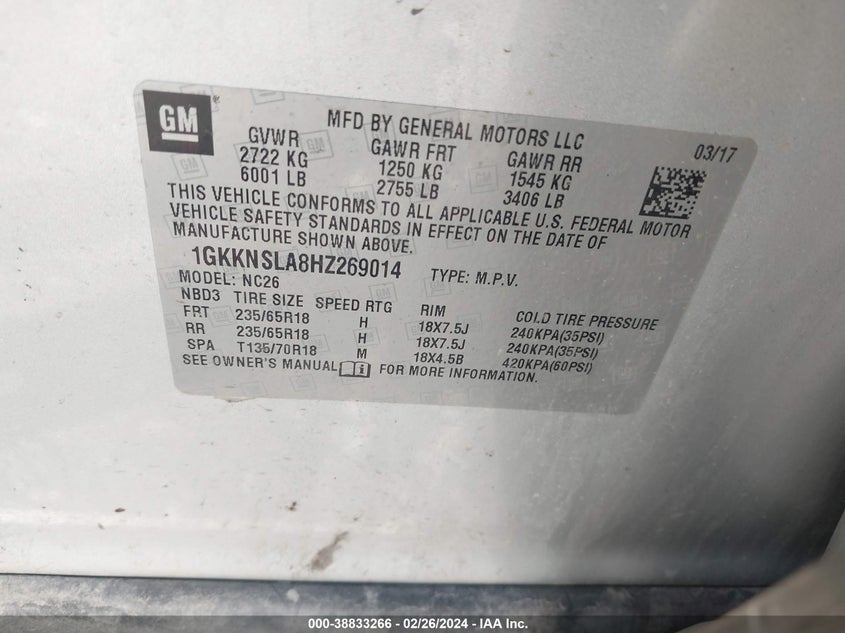 GM
MFD BY GENERAL MOTORS LLC
03/17
GVWR GAWR FRT GAWR RR
2722 KG 1250 KG 1545 KG
6001 LB 2755 LB 3406 LB
THIS VEHICLE CONFORMS TO ALL APPLICABLE U.S. FEDERAL MOTOR
VEHICLE SAFETY STANDARDS IN EFFECT ON THE DATE OF
MANUFACTURE SHOWN ABOVE.
1GKKNSLA8HZ269014 TYPE: M.P.V.
MODEL: NC26
NBD3 TIRE SIZE SPEED RTG RIM COLD TIRE PRESSURE
FRT 235/65R18 H 18X7.5J 240KPA(35PSI)
RR 235/65R18 H 18X7.5J 240KPA(35PSI)
SPA T135/70R18 M 18X4.5B 420KPA(60PSI)
SEE OWNER'S MANUAL FOR MORE INFORMATION.
000-38833266 - 02/26/2024 - IAA Inc.